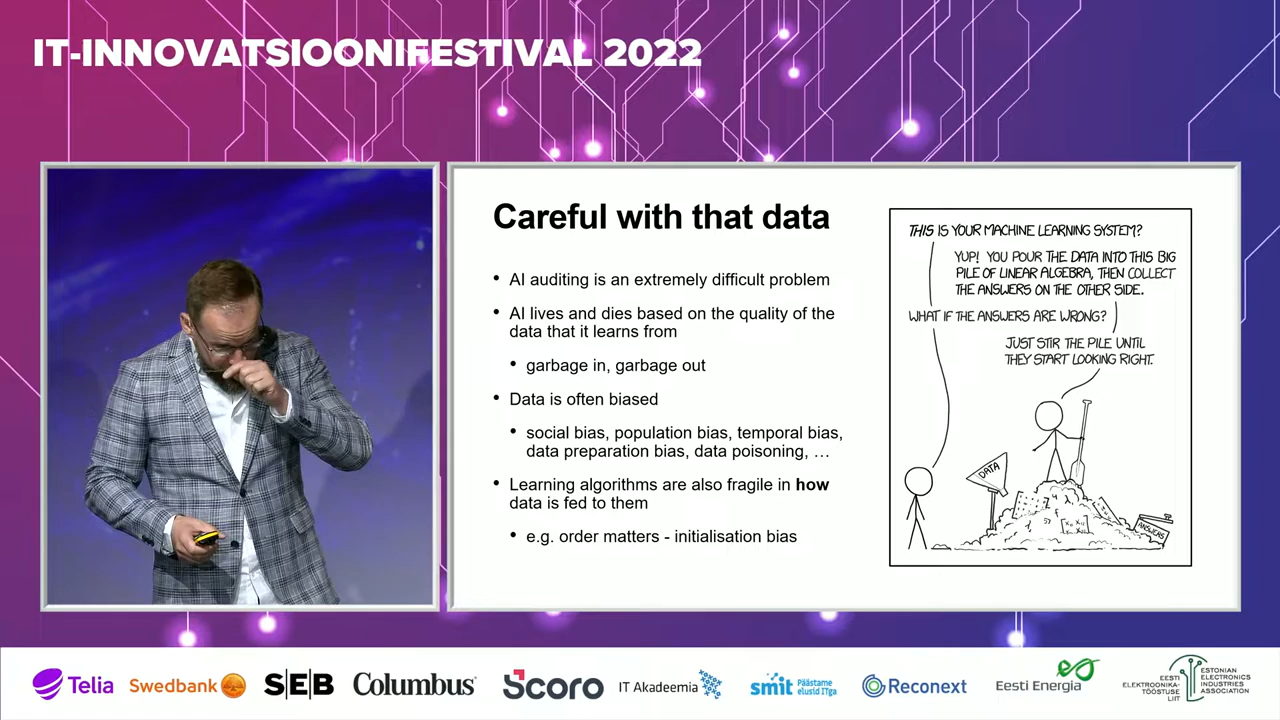 IT-INNOVATSIOONIFESTIVAL 2022
Careful with that data
• AI auditing is an extremely difficult problem
• AI lives and dies based on the quality of the
data that it learns from
• garbage in, garbage out
• Data is often biased
• social bias, population bias, temporal bias,
data preparation bias, data poisoning, …
• Learning algorithms are also fragile in how
data is fed to them
• e.g. order matters - initialisation bias
THIS IS YOUR MACHINE LEARNING SYSTEM?
YUP! YOU POUR THE DATA INTO THIS BIG
PILE OF LINEAR ALGEBRA, THEN COLLECT
THE ANSWERS ON THE OTHER SIDE.
WHAT IF THE ANSWERS ARE WRONG?
JUST STIR THE PILE UNTIL
THEY START LOOKING RIGHT.
DATA
ANSWERS
Telia
Swedbank
SEB
Columbus
Scoro
IT Akadeemia
smit
Päästame
elusid ITga
Reconext
Eesti Energia
EESTI
ELEKTROONIKA-
TÖÖSTUSE
LIIT
ESTONIAN
ELECTRONICS
INDUSTRIES
ASSOCIATION